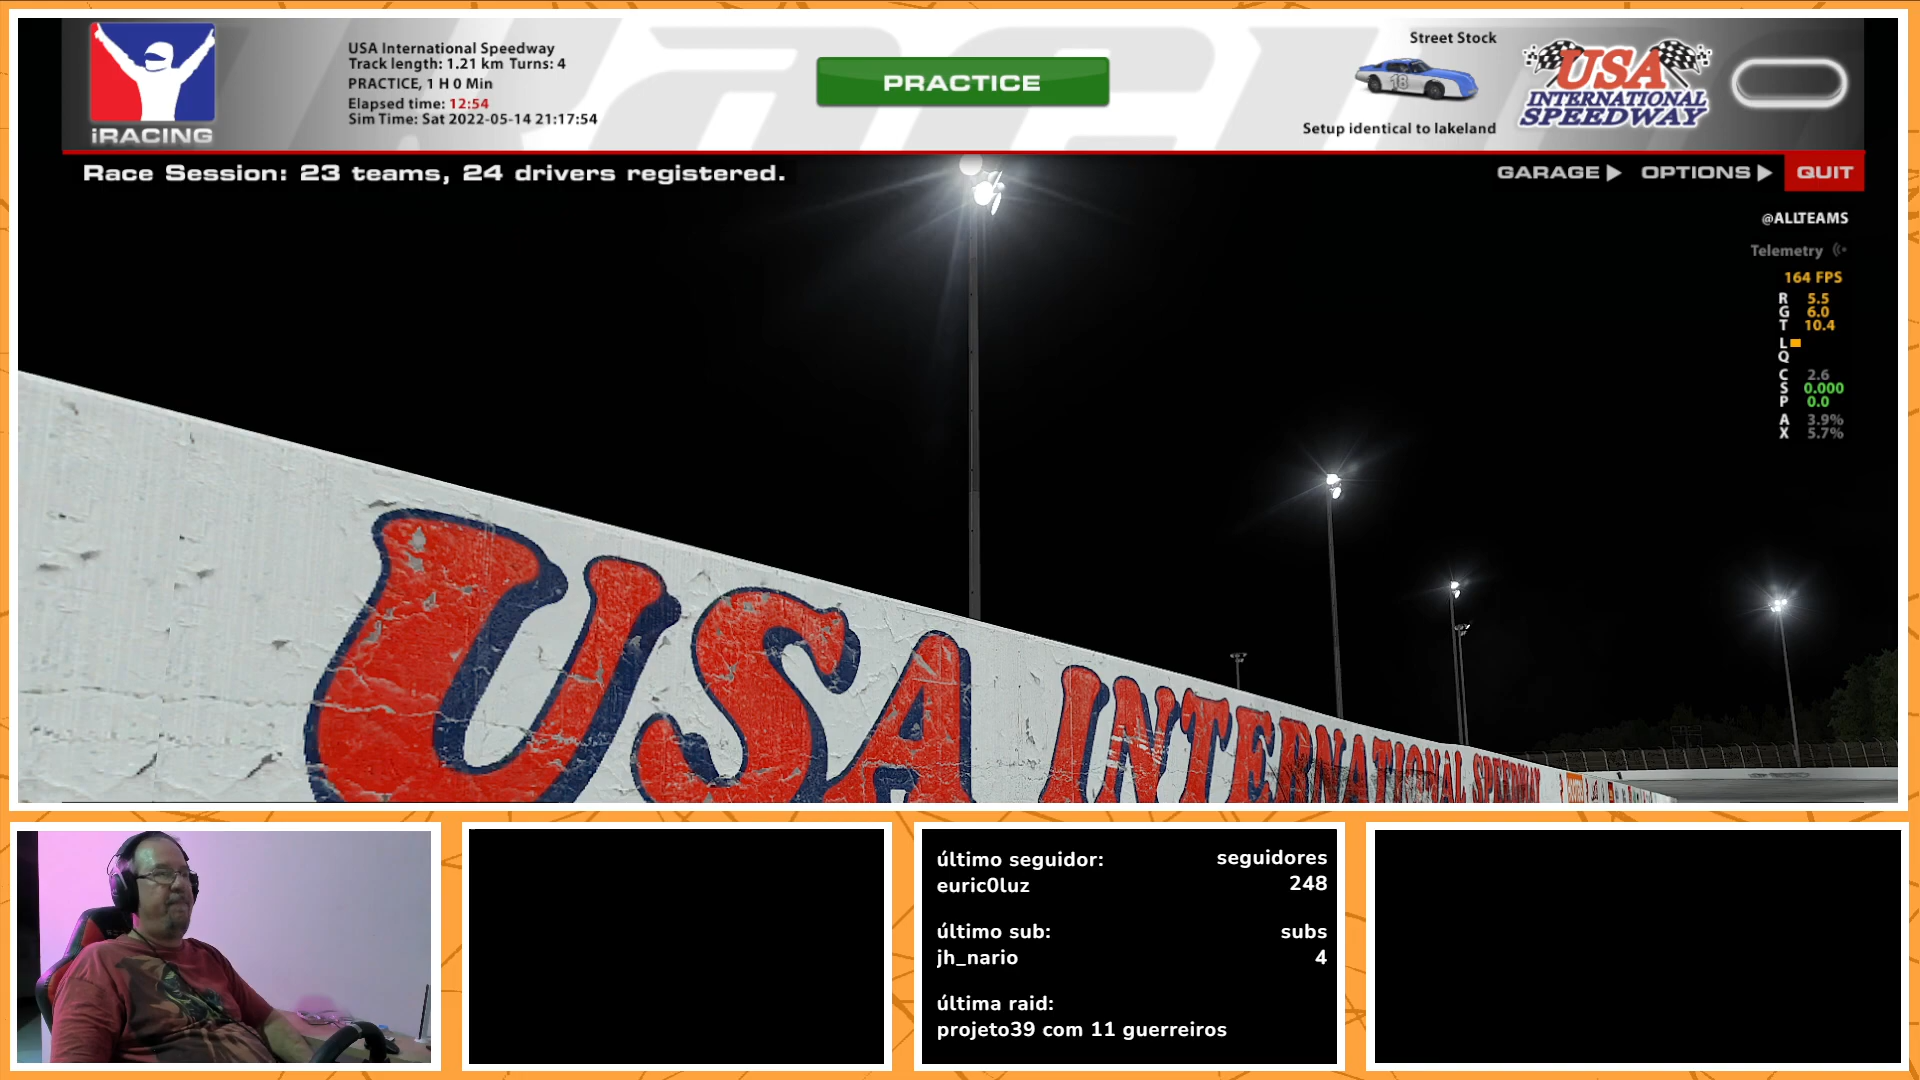 iRACING
USA International Speedway
Track length: 1.21 km Turns: 4
PRACTICE, 1 H 0 Min
Elapsed time: 12:54
Sim Time: Sat 2022-05-14 21:17:54
PRACTICE
Street Stock
18
Setup identical to lakeland
USA
INTERNATIONAL
SPEEDWAY
Race Session: 23 teams, 24 drivers registered.
GARAGE
OPTIONS
QUIT
@ALLTEAMS
Telemetry
164 FPS
R 5.5
G 6.0
T 10.4
L
Q
C 2.6
S 0.000
P 0.0
A 3.9%
X 5.7%
USA INTERNATIONAL SPEEDWAY
último seguidor:
euric0luz
seguidores
248
último sub:
jh_nario
subs
4
última raid:
projeto39 com 11 guerreiros